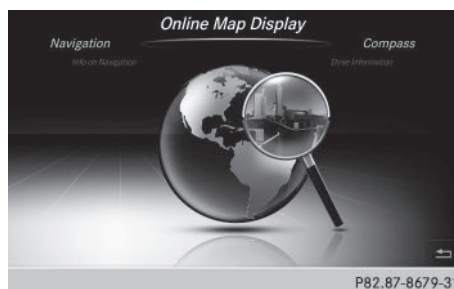 Online Map Display
Navigation
Compass
Info on Navigation
Drive Information
P82.87-8679-31